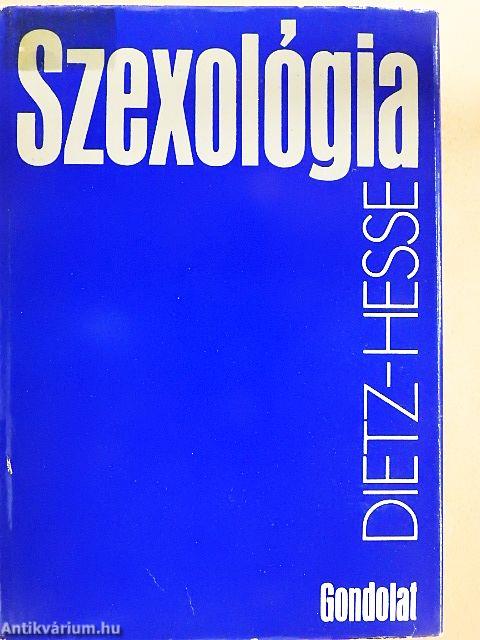 Szexológia
DIETZ-HESSE
Gondolat
Antikvárium.hu